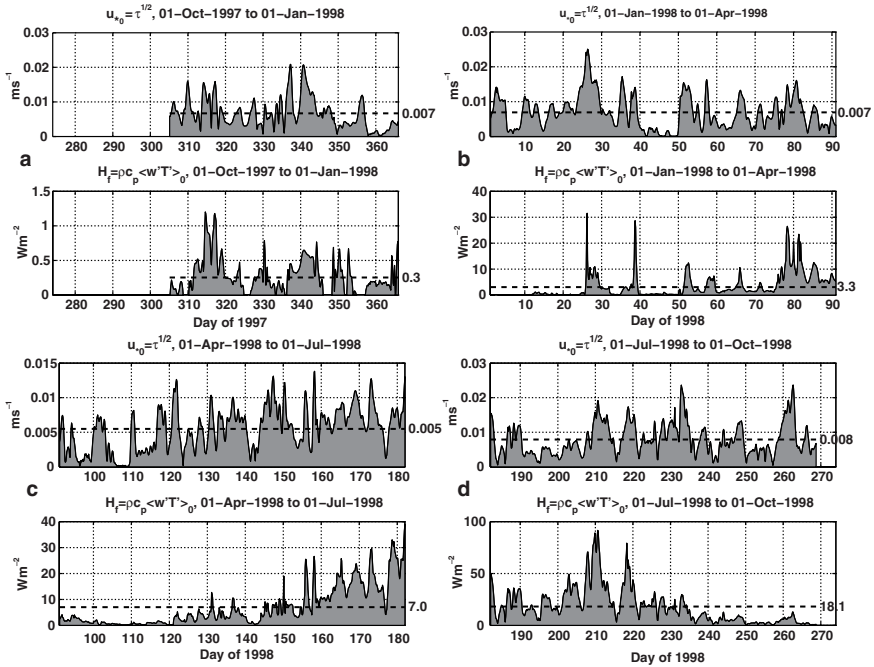 u*0=τ1/2, 01−Oct−1997 to 01−Jan−1998
0.03
0.02
0.01
0
ms−1
0.007
280 290 300 310 320 330 340 350 360
a
Hf=ρcp<w'T'>0, 01−Oct−1997 to 01−Jan−1998
1.5
1
0.5
0
Wm−2
0.3
280 290 300 310 320 330 340 350 360
Day of 1997
u*0=τ1/2, 01−Jan−1998 to 01−Apr−1998
0.03
0.02
0.01
0
ms−1
0.007
10 20 30 40 50 60 70 80 90
b
Hf=ρcp<w'T'>0, 01−Jan−1998 to 01−Apr−1998
40
30
20
10
0
Wm−2
3.3
10 20 30 40 50 60 70 80 90
Day of 1998
u*0=τ1/2, 01−Apr−1998 to 01−Jul−1998
0.015
0.01
0.005
0
ms−1
0.005
100 110 120 130 140 150 160 170 180
c
Hf=ρcp<w'T'>0, 01−Apr−1998 to 01−Jul−1998
40
30
20
10
0
Wm−2
7.0
100 110 120 130 140 150 160 170 180
Day of 1998
u*0=τ1/2, 01−Jul−1998 to 01−Oct−1998
0.03
0.02
0.01
0
ms−1
0.008
190 200 210 220 230 240 250 260 270
d
Hf=ρcp<w'T'>0, 01−Jul−1998 to 01−Oct−1998
100
50
0
Wm−2
18.1
190 200 210 220 230 240 250 260 270
Day of 1998